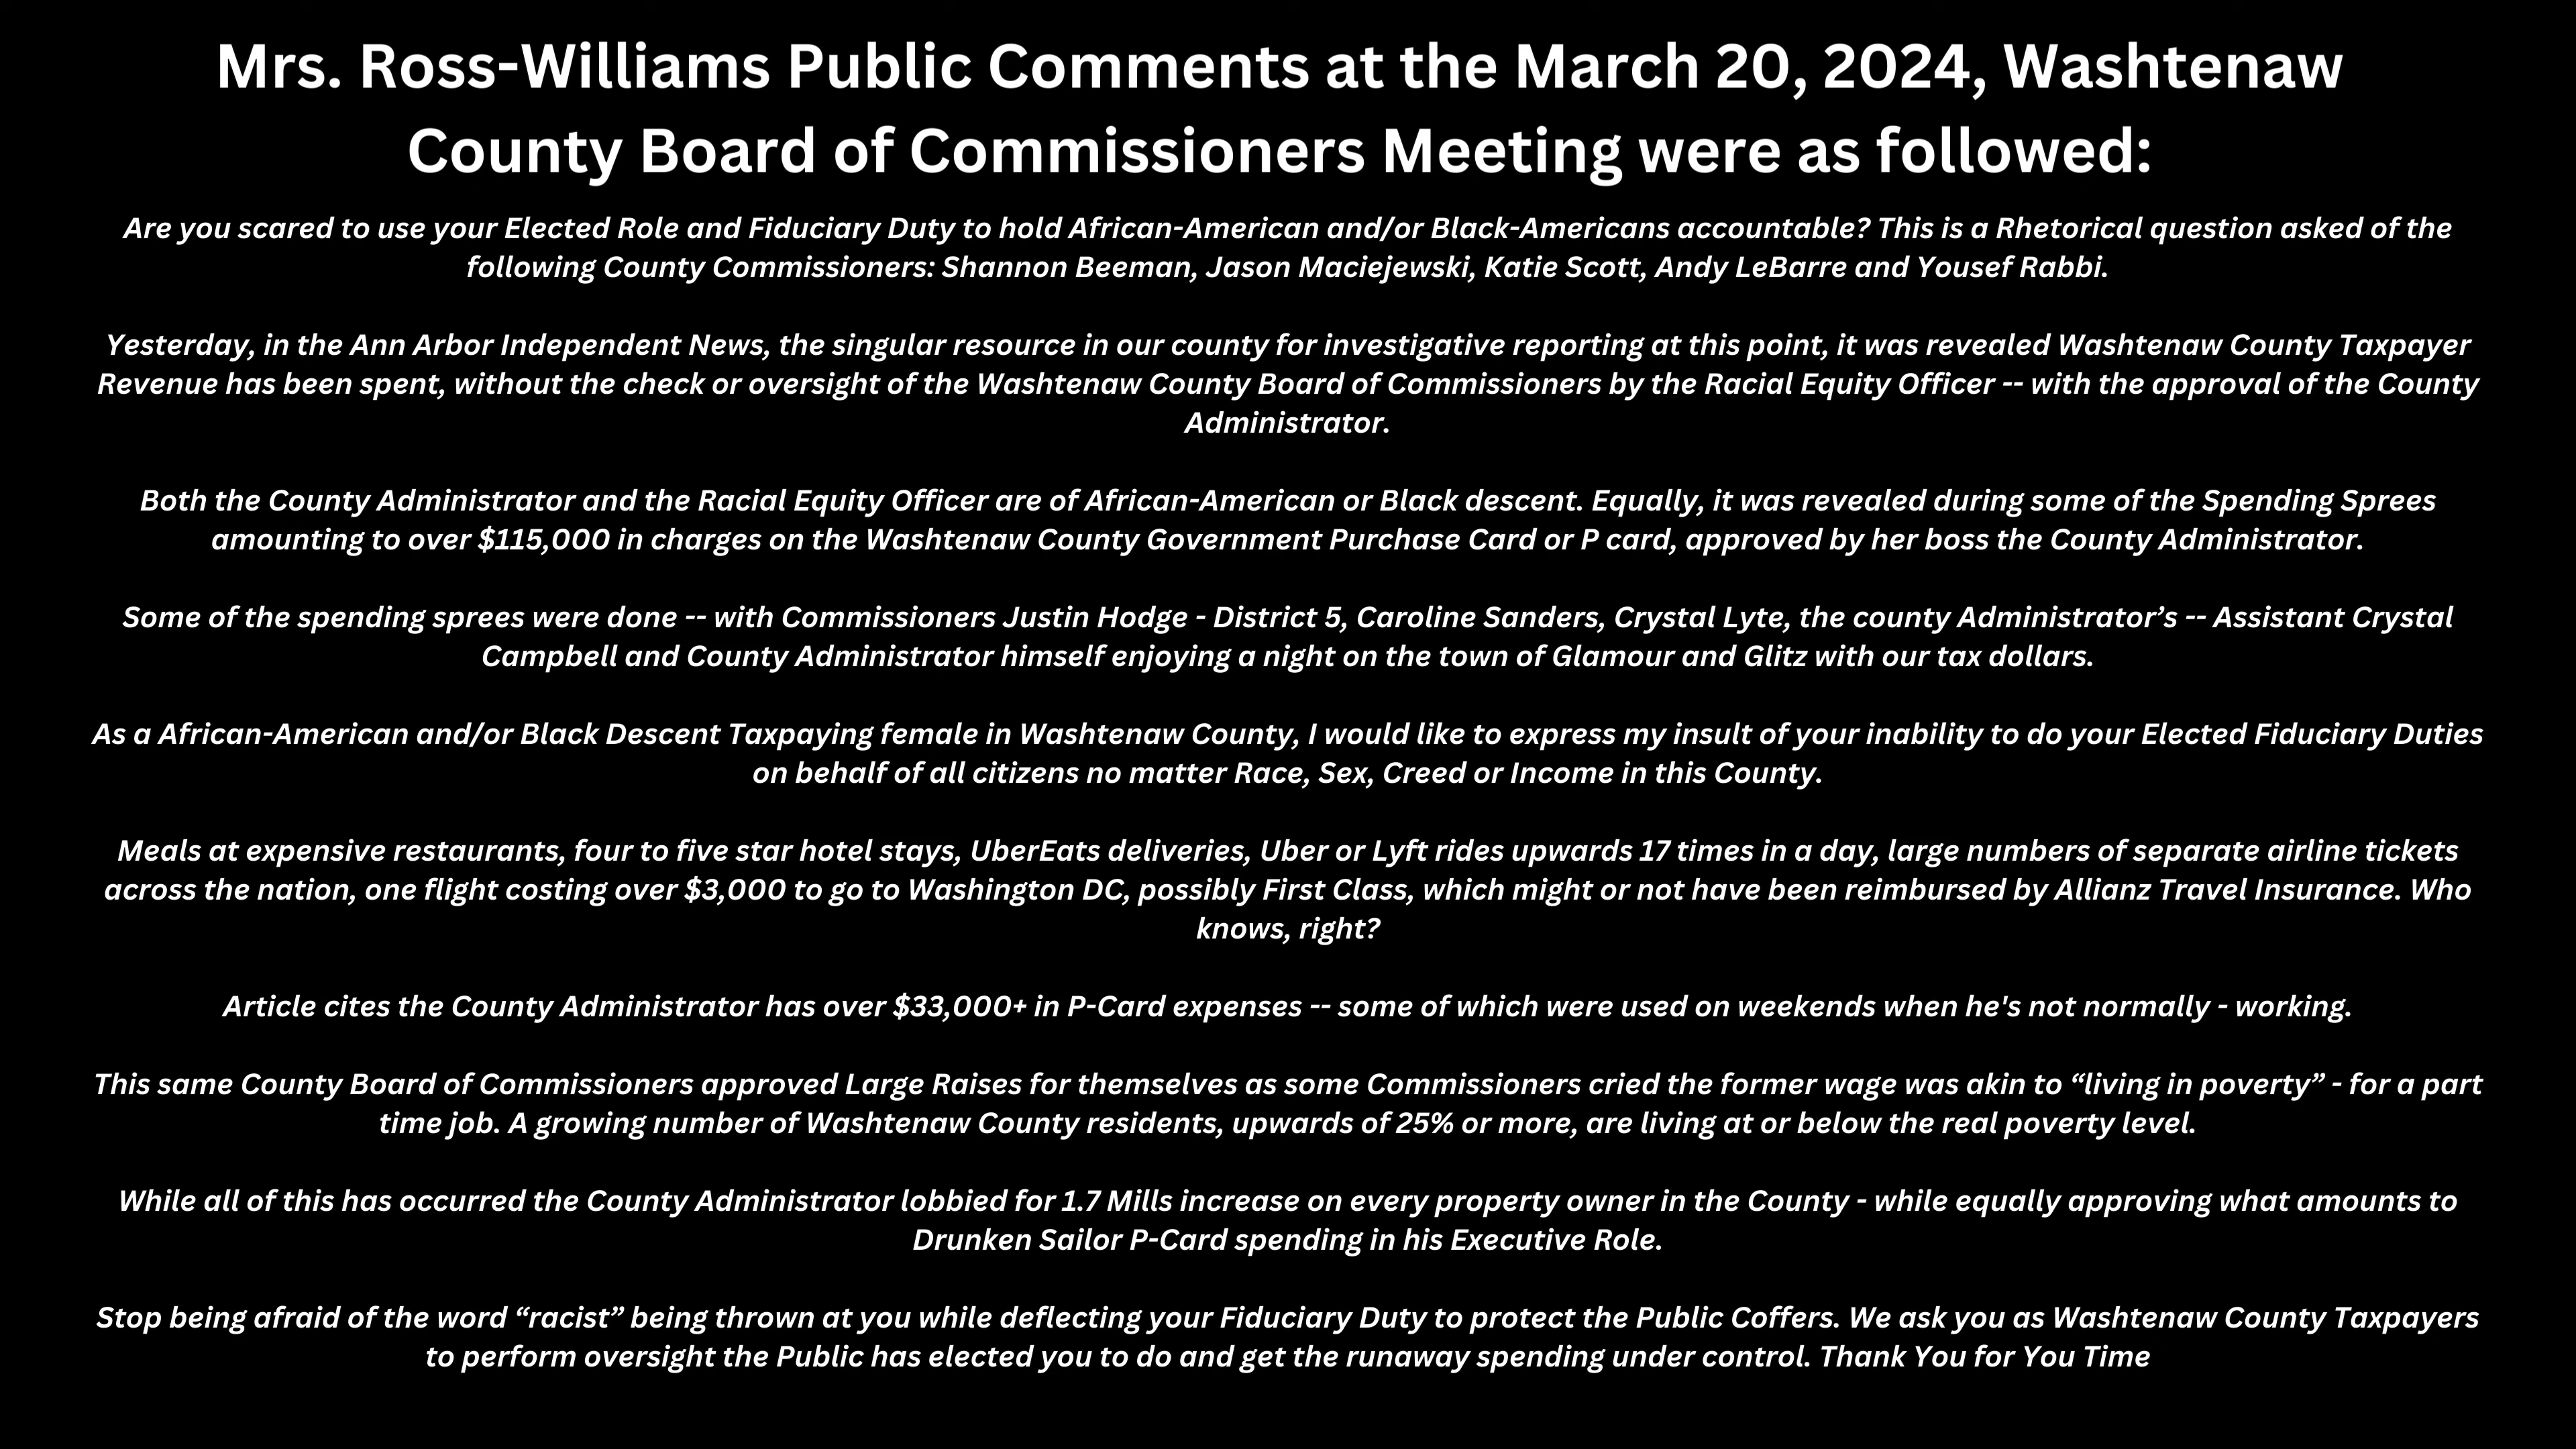 Mrs. Ross-Williams Public Comments at the March 20, 2024, Washtenaw
County Board of Commissioners Meeting were as followed:
Are you scared to use your Elected Role and Fiduciary Duty to hold African-American and/or Black-Americans accountable? This is a Rhetorical question asked of the
following County Commissioners: Shannon Beeman, Jason Maciejewski, Katie Scott, Andy LeBarre and Yousef Rabbi.
Yesterday, in the Ann Arbor Independent News, the singular resource in our county for investigative reporting at this point, it was revealed Washtenaw County Taxpayer
Revenue has been spent, without the check or oversight of the Washtenaw County Board of Commissioners by the Racial Equity Officer -- with the approval of the County
Administrator.
Both the County Administrator and the Racial Equity Officer are of African-American or Black descent. Equally, it was revealed during some of the Spending Sprees
amounting to over $115,000 in charges on the Washtenaw County Government Purchase Card or P card, approved by her boss the County Administrator.
Some of the spending sprees were done -- with Commissioners Justin Hodge - District 5, Caroline Sanders, Crystal Lyte, the county Administrator’s -- Assistant Crystal
Campbell and County Administrator himself enjoying a night on the town of Glamour and Glitz with our tax dollars.
As a African-American and/or Black Descent Taxpaying female in Washtenaw County, I would like to express my insult of your inability to do your Elected Fiduciary Duties
on behalf of all citizens no matter Race, Sex, Creed or Income in this County.
Meals at expensive restaurants, four to five star hotel stays, UberEats deliveries, Uber or Lyft rides upwards 17 times in a day, large numbers of separate airline tickets
across the nation, one flight costing over $3,000 to go to Washington DC, possibly First Class, which might or not have been reimbursed by Allianz Travel Insurance. Who
knows, right?
Article cites the County Administrator has over $33,000+ in P-Card expenses -- some of which were used on weekends when he's not normally - working.
This same County Board of Commissioners approved Large Raises for themselves as some Commissioners cried the former wage was akin to “living in poverty” - for a part
time job. A growing number of Washtenaw County residents, upwards of 25% or more, are living at or below the real poverty level.
While all of this has occurred the County Administrator lobbied for 1.7 Mills increase on every property owner in the County - while equally approving what amounts to
Drunken Sailor P-Card spending in his Executive Role.
Stop being afraid of the word “racist” being thrown at you while deflecting your Fiduciary Duty to protect the Public Coffers. We ask you as Washtenaw County Taxpayers
to perform oversight the Public has elected you to do and get the runaway spending under control. Thank You for You Time